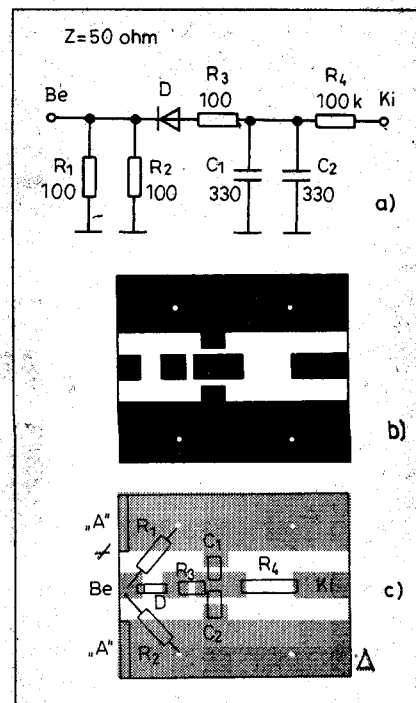 Z=50 ohm
Be
D
R3
100
R4
100k
Ki
R1
100
R2
100
C1
330
C2
330
a)
b)
„A"
R1
C1
R4
Be
D
R3
Ki
c)
„A"
R2
C2
Δ